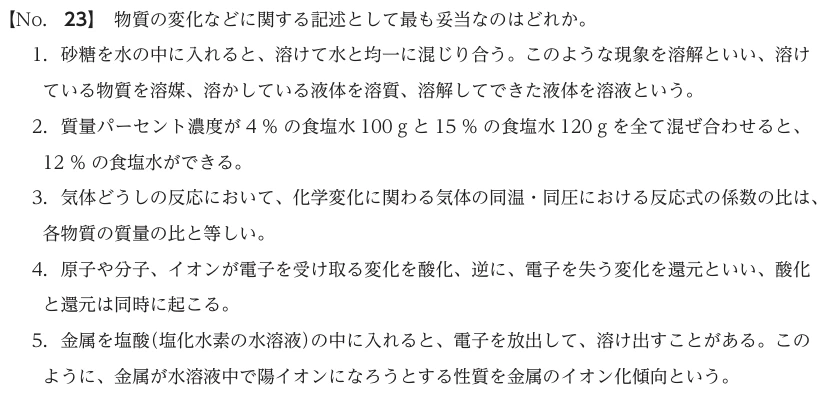 【No. 23】 物質の変化などに関する記述として最も妥当なのはどれか。
1. 砂糖を水の中に入れると、溶けて水と均一に混じり合う。このような現象を溶解といい、溶け
ている物質を溶媒、溶かしている液体を溶質、溶解してできた液体を溶液という。
2. 質量パーセント濃度が 4 % の食塩水 100 g と 15 % の食塩水 120 g を全て混ぜ合わせると、
12 % の食塩水ができる。
3. 気体どうしの反応において、化学変化に関わる気体の同温・同圧における反応式の係数の比は、
各物質の質量の比と等しい。
4. 原子や分子、イオンが電子を受け取る変化を酸化、逆に、電子を失う変化を還元といい、酸化
と還元は同時に起こる。
5. 金属を塩酸(塩化水素の水溶液)の中に入れると、電子を放出して、溶け出すことがある。この
ように、金属が水溶液中で陽イオンになろうとする性質を金属のイオン化傾向という。